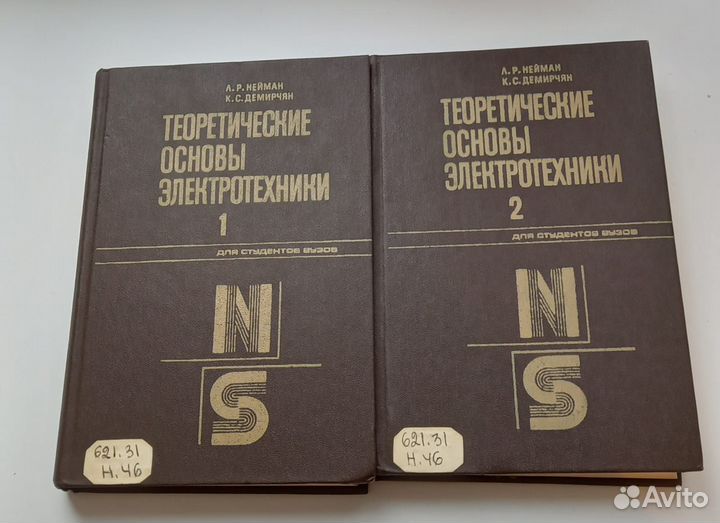 Л.Р.НЕЙМАН
К.С.ДЕМИРЧЯН
ТЕОРЕТИЧЕСКИЕ
ОСНОВЫ
ЭЛЕКТРОТЕХНИКИ
1
ДЛЯ СТУДЕНТОВ ВУЗОВ
N
S
621.31
Н.46
Л.Р.НЕЙМАН
К.С.ДЕМИРЧЯН
ТЕОРЕТИЧЕСКИЕ
ОСНОВЫ
ЭЛЕКТРОТЕХНИКИ
2
ДЛЯ СТУДЕНТОВ ВУЗОВ
N
S
621.31
Н.46
Avito